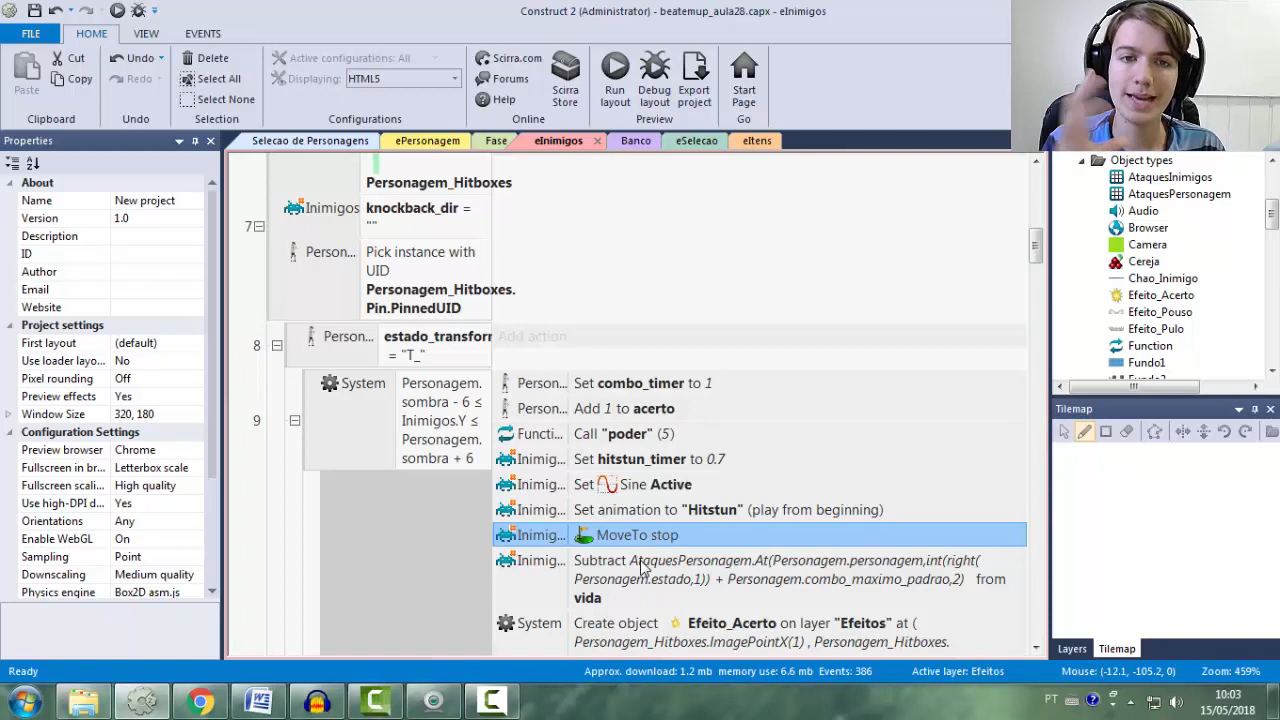 Construct 2 (Administrator) - beatemup_aula28.capx - eInimigos
FILE HOME VIEW EVENTS
Paste Cut Copy
Clipboard
Undo Redo
Undo
Delete
Select All
Select None
Selection
Active configurations: All
Displaying: HTML5
Configurations
Scirra.com
Forums
Help
Scirra Store
Online
Run layout
Debug layout
Export project
Preview
Start Page
Go
Properties
Selecao de Personagens ePersonagem Fase eInimigos Banco eSelecao eItens
About
Name New project
Version 1.0
Description
ID
Author
Email
Website
Project settings
First layout (default)
Use loader layo... No
Pixel rounding Off
Preview effects Yes
Window Size 320, 180
Configuration Settings
Preview browser Chrome
Fullscreen in br... Letterbox scale
Fullscreen scali... High quality
Use high-DPI d... Yes
Orientations Any
Enable WebGL On
Sampling Point
Downscaling Medium quality
Physics engine Box2D asm.js
Personagem_Hitboxes
Inimigos knockback_dir =
""
7
Person... Pick instance with
UID
Personagem_Hitboxes.
Pin.PinnedUID
8 Person... estado_transfor Add action
= "T_"
9
System Personagem.
sombra - 6 ≤
Inimigos.Y ≤
Personagem.
sombra + 6
Person... Set combo_timer to 1
Person... Add 1 to acerto
Functi... Call "poder" (5)
Inimig... Set hitstun_timer to 0.7
Inimig... Set Sine Active
Inimig... Set animation to "Hitstun" (play from beginning)
Inimig... MoveTo stop
Inimig... Subtract AtaquesPersonagem.At(Personagem.personagem,int(right(
Personagem.estado,1)) + Personagem.combo_maximo_padrao,2) from
vida
System Create object Efeito_Acerto on layer "Efeitos" at (
Personagem_Hitboxes.ImagePointX(1) , Personagem_Hitboxes.
Object types
AtaquesInimigos
AtaquesPersonagem
Audio
Browser
Camera
Cereja
Chao_Inimigo
Efeito_Acerto
Efeito_Pouso
Efeito_Pulo
Function
Fundo1
Fundo2
Tilemap
Layers Tilemap
Ready Approx. download: 1.2 mb memory use: 6.6 mb Events: 386 Active layer: Efeitos Mouse: (-12.1, -105.2, 0) Zoom: 459%
PT 10:03
15/05/2018